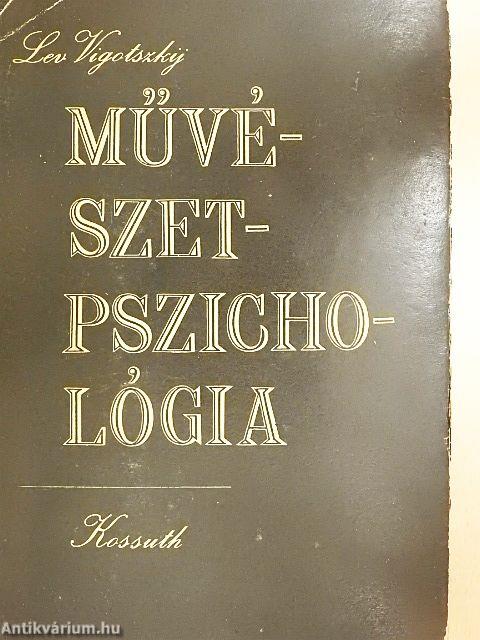 Lev Vigotszkij
MŰVÉ-
SZET-
PSZICHO-
LÓGIA
Kossuth
Antikvárium.hu